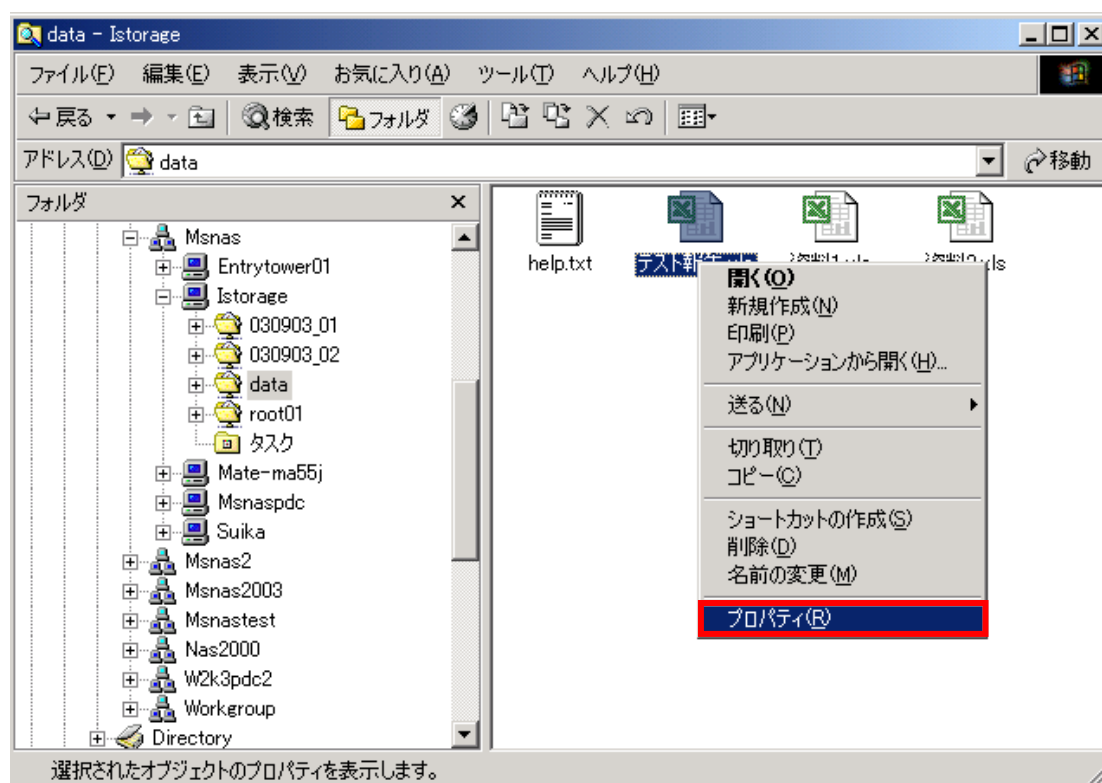 data - Istorage
ファイル(F) 編集(E) 表示(V) お気に入り(A) ツール(T) ヘルプ(H)
戻る 検索 フォルダ
アドレス(D) data 移動
フォルダ
Msnas
Entrytower01
Istorage
030903_01
030903_02
data
root01
タスク
Mate-ma55j
Msnaspdc
Suika
Msnas2
Msnas2003
Msnastest
Nas2000
W2k3pdc2
Workgroup
Directory
help.txt
開く(O)
新規作成(N)
印刷(P)
アプリケーションから開く(H)...
送る(N)
切り取り(T)
コピー(C)
ショートカットの作成(S)
削除(D)
名前の変更(M)
プロパティ(R)
選択されたオブジェクトのプロパティを表示します。